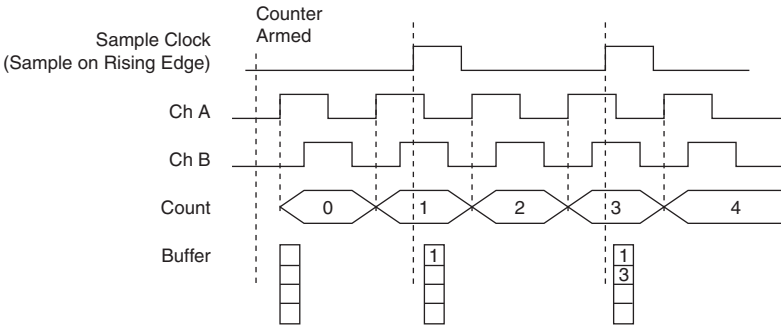 Counter
Armed
Sample Clock
(Sample on Rising Edge)
Ch A
Ch B
Count 0 1 2 3 4
Buffer 1 1
3